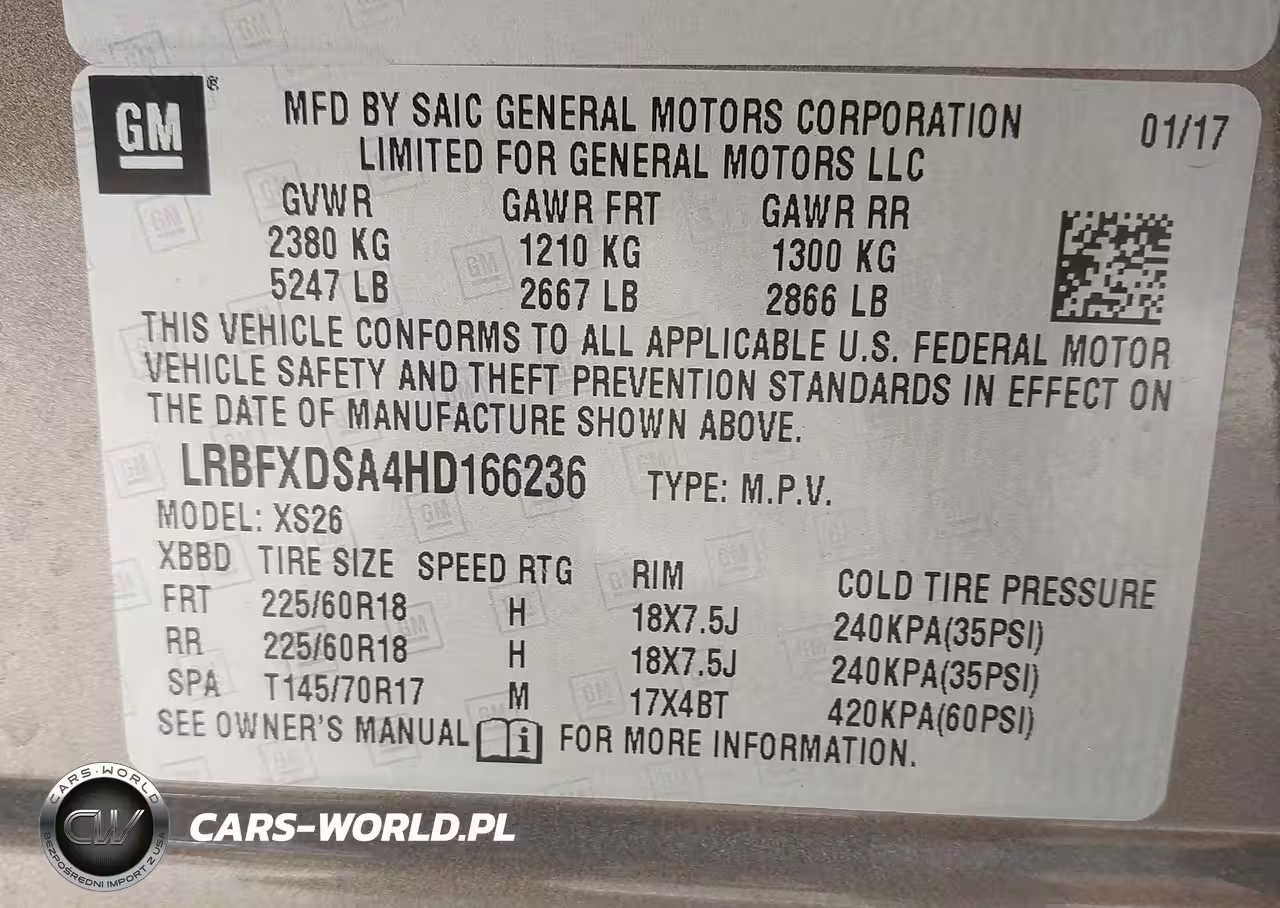 GM ®
MFD BY SAIC GENERAL MOTORS CORPORATION 01/17
LIMITED FOR GENERAL MOTORS LLC
GVWR GAWR FRT GAWR RR
2380 KG 1210 KG 1300 KG
5247 LB 2667 LB 2866 LB
THIS VEHICLE CONFORMS TO ALL APPLICABLE U.S. FEDERAL MOTOR
VEHICLE SAFETY AND THEFT PREVENTION STANDARDS IN EFFECT ON
THE DATE OF MANUFACTURE SHOWN ABOVE.
LRBFXDSA4HD166236 TYPE: M.P.V.
MODEL: XS26
XBBD TIRE SIZE SPEED RTG RIM COLD TIRE PRESSURE
FRT 225/60R18 H 18X7.5J 240KPA(35PSI)
RR 225/60R18 H 18X7.5J 240KPA(35PSI)
SPA T145/70R17 M 17X4BT 420KPA(60PSI)
SEE OWNER'S MANUAL i FOR MORE INFORMATION.
CARS-WORLD
CW
BEZPOŚREDNI IMPORT Z USA
CARS-WORLD.PL